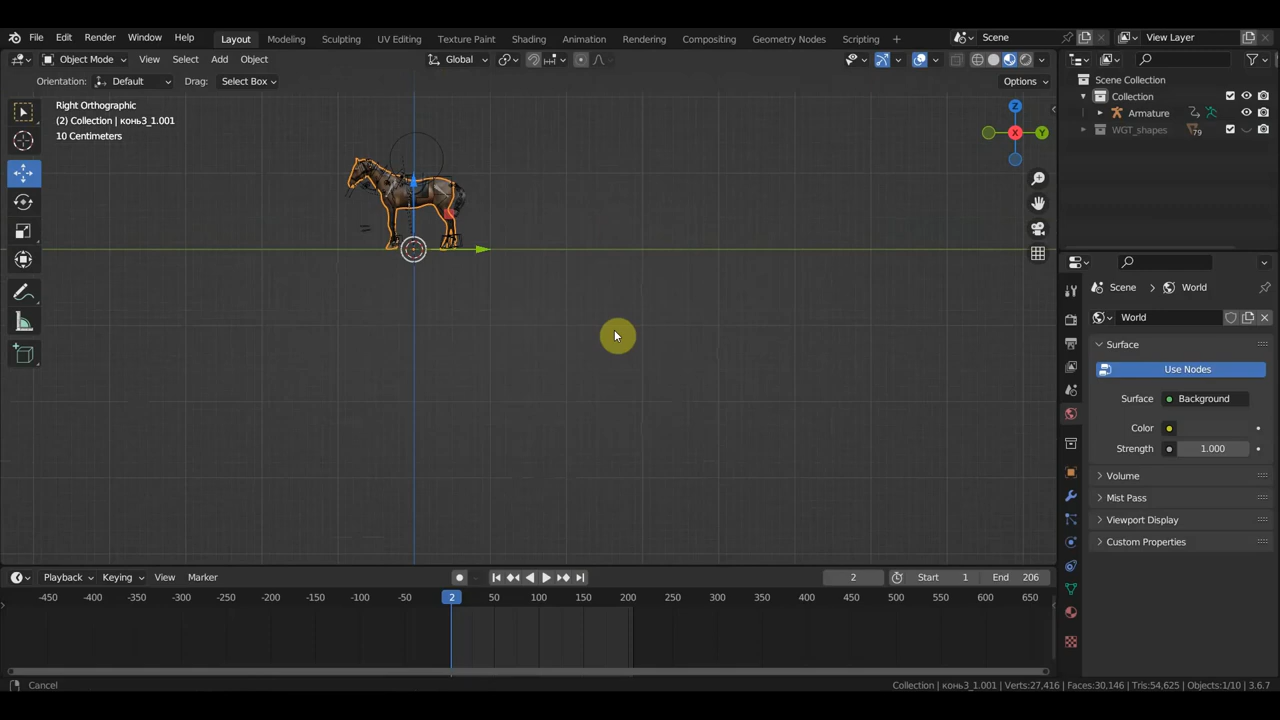 File Edit Render Window Help Layout Modeling Sculpting UV Editing Texture Paint Shading Animation Rendering Compositing Geometry Nodes Scripting + Scene View Layer
Object Mode View Select Add Object Global
Orientation: Default Drag: Select Box Options
Right Orthographic
(2) Collection | конь3_1.001
10 Centimeters
Z
Y
X
Scene Collection
Collection
Armature
WGT_shapes 79
Scene > World
World
Surface
Use Nodes
Surface Background
Color
Strength 1.000
Volume
Mist Pass
Viewport Display
Custom Properties
Playback Keying View Marker 2 Start 1 End 206
-450 -400 -350 -300 -250 -200 -150 -100 -50 2 50 100 150 200 250 300 350 400 450 500 550 600 650
Cancel Collection | конь3_1.001 Verts:27,416 Faces:30,146 Tris:54,625 Objects:1/10 3.6.7